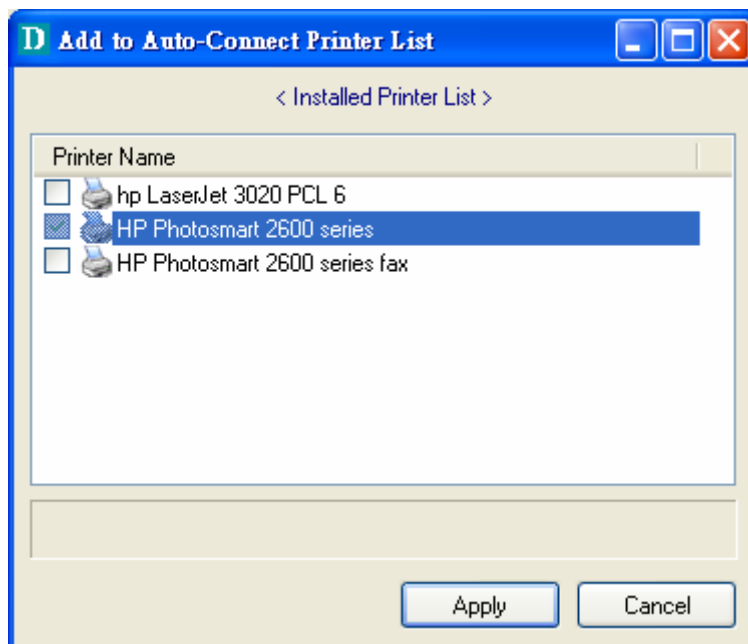 D Add to Auto-Connect Printer List
< Installed Printer List >
Printer Name
hp LaserJet 3020 PCL 6
HP Photosmart 2600 series
HP Photosmart 2600 series fax
Apply Cancel